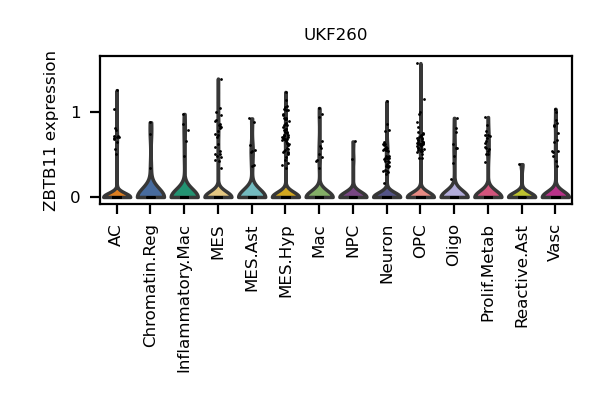 UKF260
ZBTB11 expression
1
0
AC
Chromatin.Reg
Inflammatory.Mac
MES
MES.Ast
MES.Hyp
Mac
NPC
Neuron
OPC
Oligo
Prolif.Metab
Reactive.Ast
Vasc